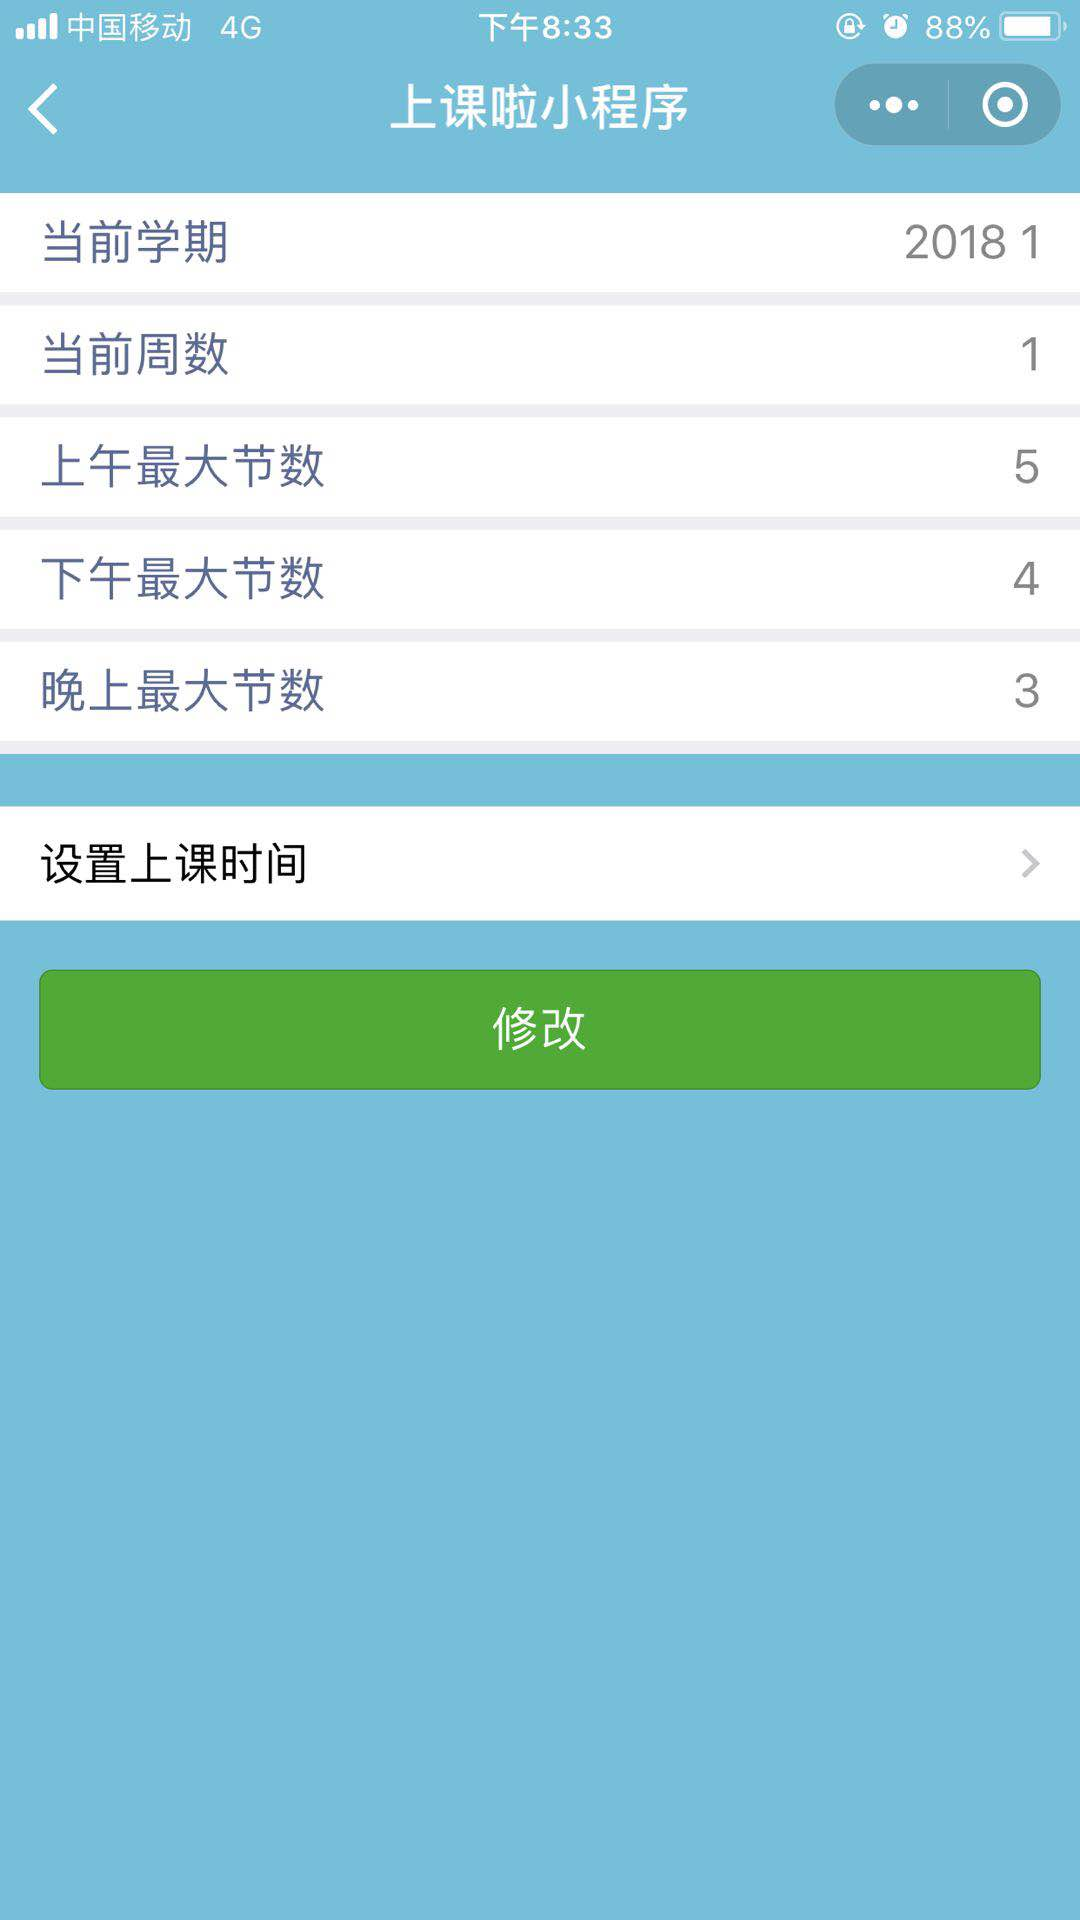 中国移动 4G 下午8:33 88%
上课啦小程序
当前学期 2018 1
当前周数 1
上午最大节数 5
下午最大节数 4
晚上最大节数 3
设置上课时间
修改